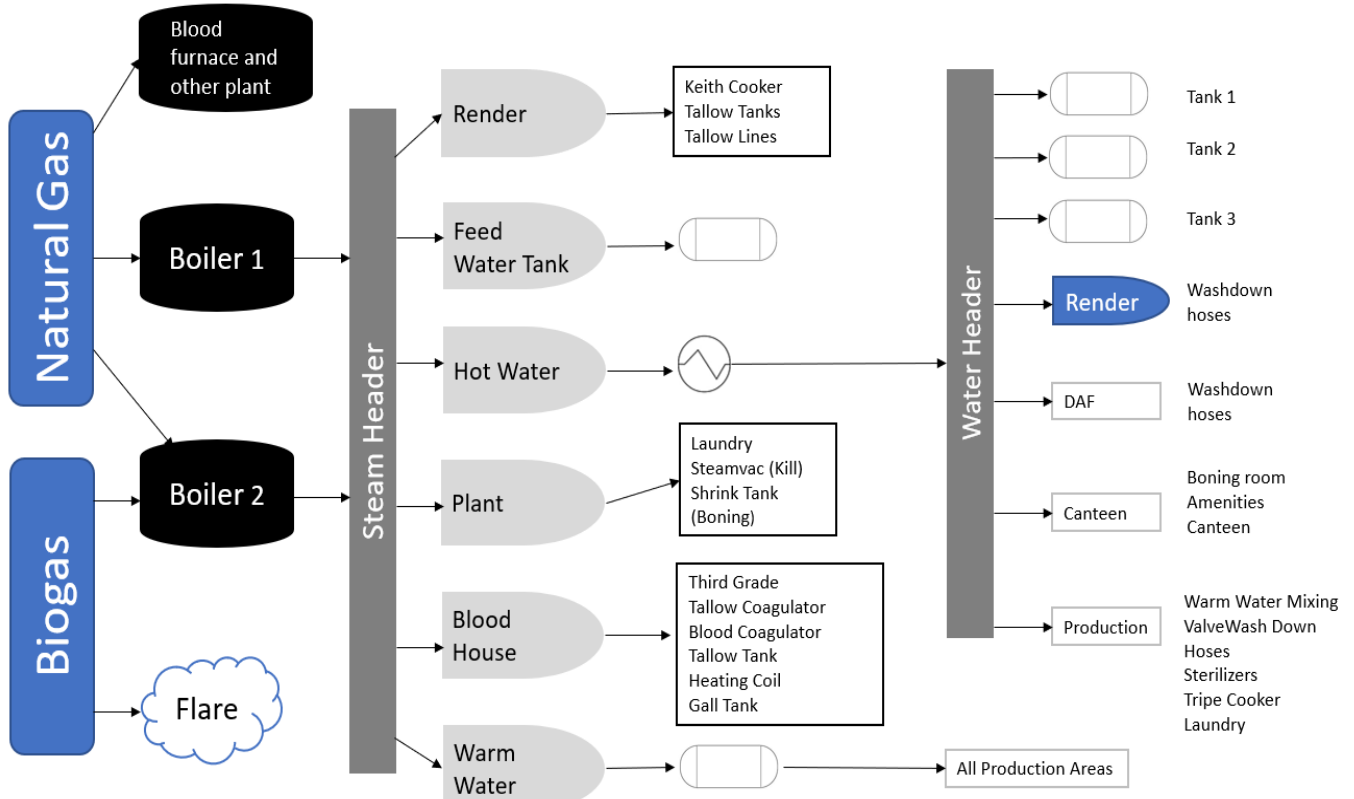 Natural Gas
Biogas
Blood
furnace and
other plant
Boiler 1
Boiler 2
Flare
Steam Header
Render
Keith Cooker
Tallow Tanks
Tallow Lines
Feed
Water Tank
Hot Water
Plant
Laundry
Steamvac (Kill)
Shrink Tank
(Boning)
Blood
House
Third Grade
Tallow Coagulator
Blood Coagulator
Tallow Tank
Heating Coil
Gall Tank
Warm
Water
All Production Areas
Water Header
Tank 1
Tank 2
Tank 3
Render
Washdown
hoses
DAF
Washdown
hoses
Canteen
Boning room
Amenities
Canteen
Production
Warm Water Mixing
ValveWash Down
Hoses
Sterilizers
Tripe Cooker
Laundry